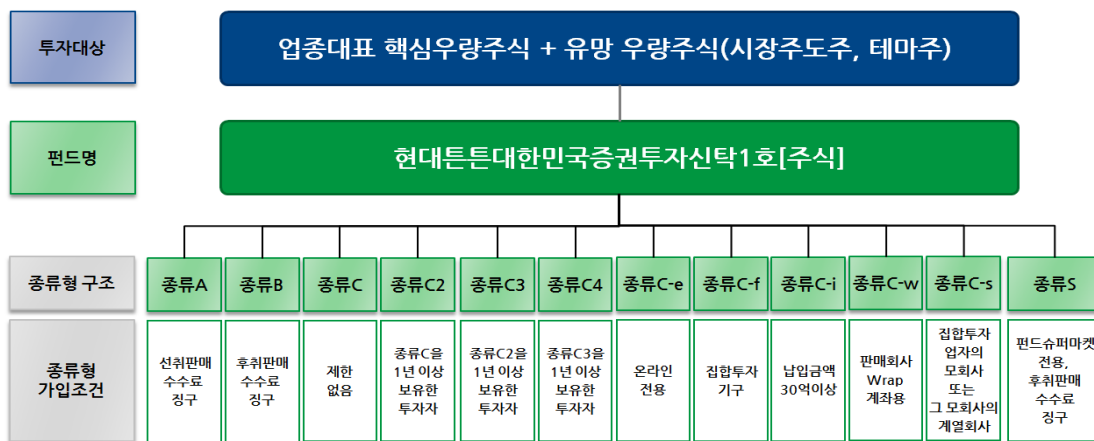 투자대상
업종대표 핵심우량주식 + 유망 우량주식(시장주도주, 테마주)
펀드명
현대튼튼대한민국증권투자신탁1호[주식]
종류형 구조
종류A
종류B
종류C
종류C2
종류C3
종류C4
종류C-e
종류C-f
종류C-i
종류C-w
종류C-s
종류S
종류형
가입조건
선취판매
수수료
징구
후취판매
수수료
징구
제한
없음
종류C을
1년 이상
보유한
투자자
종류C2을
1년 이상
보유한
투자자
종류C3을
1년 이상
보유한
투자자
온라인
전용
집합투자
기구
납입금액
30억이상
판매회사
Wrap
계좌용
집합투자
업자의
모회사
또는
그 모회사의
계열회사
펀드슈퍼마켓
전용,
후취판매
수수료
징구